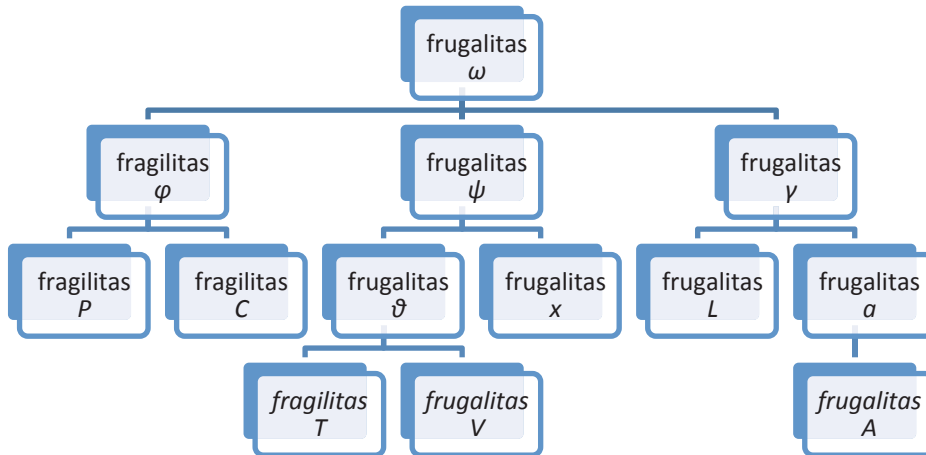 frugalitas
ω
fragilitas
φ
frugalitas
ψ
frugalitas
γ
fragilitas
P
fragilitas
C
frugalitas
ϑ
frugalitas
x
frugalitas
L
frugalitas
a
fragilitas
T
frugalitas
V
frugalitas
A